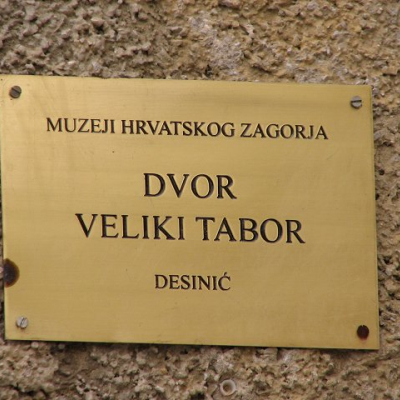 MUZEJI HRVATSKOG ZAGORJA
DVOR
VELIKI TABOR
DESINIĆ